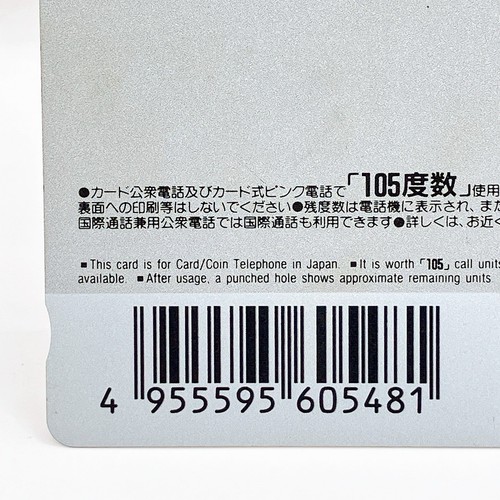 ●カード公衆電話及びカード式ピンク電話で「105度数」使用
裏面への印刷等はしないでください●残度数は電話機に表示され、また
国際通話兼用公衆電話では国際通話も利用できます●詳しくは、お近く
■This card is for Card/Coin Telephone in Japan. ■It is worth「105」call units
available. ■After usage, a punched hole shows approximate remaining units
4 955595 605481